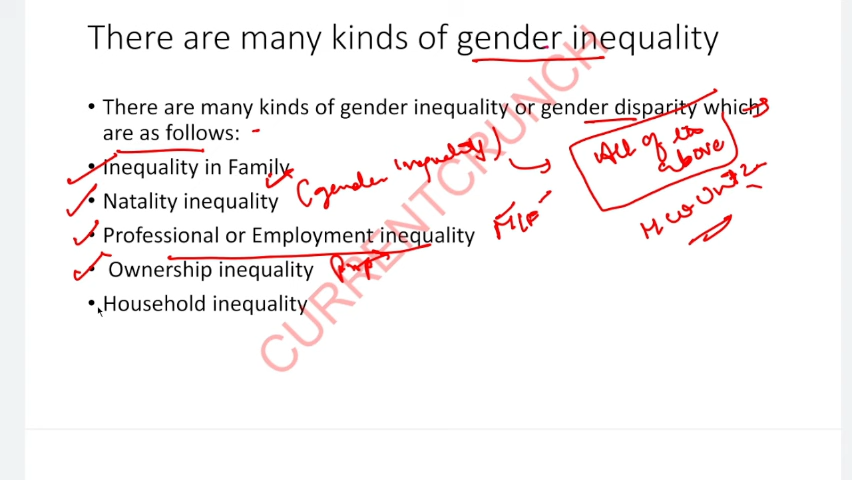 There are many kinds of gender inequality
• There are many kinds of gender inequality or gender disparity which
are as follows:
• Inequality in Family
(gender inequality)
All of the
above
• Natality inequality
• Professional or Employment inequality
M/F
• Ownership inequality
• Household inequality
CURRENTCRUNCH